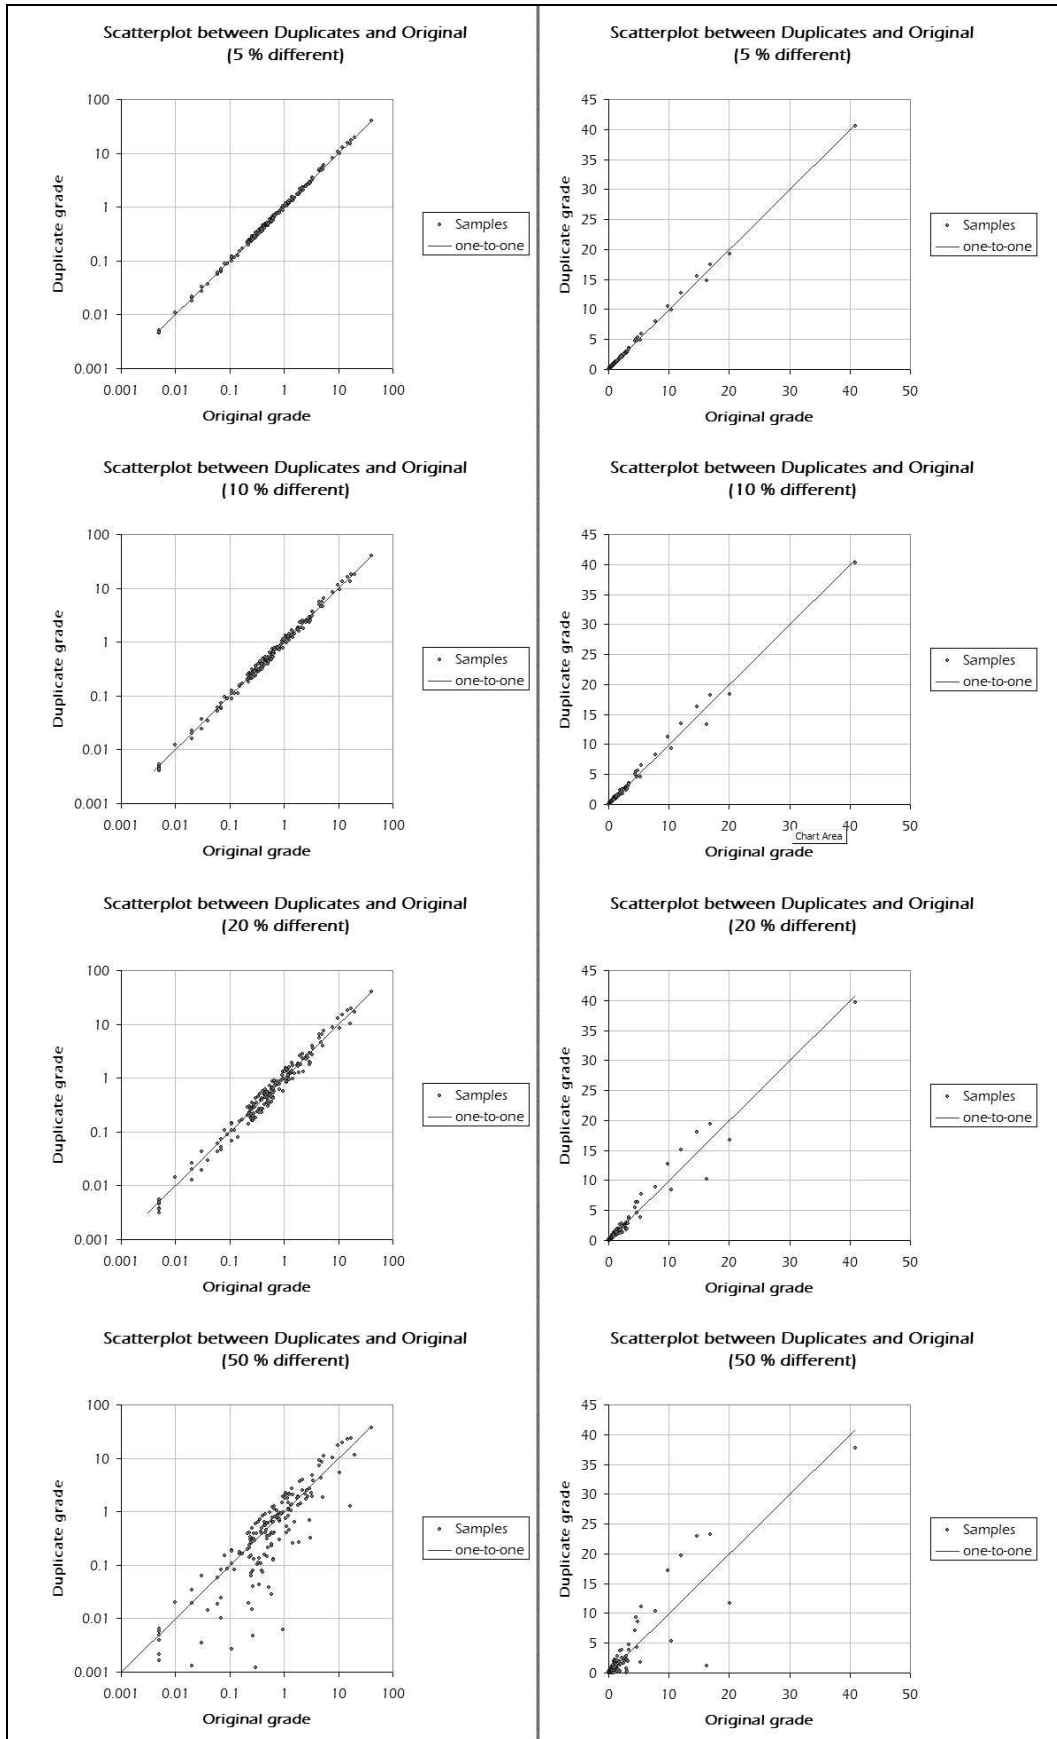 Scatterplot between Duplicates and Original
(5 % different)
100
10
1
0.1
0.01
0.001
0.001 0.01 0.1 1 10 100
Duplicate grade
Original grade
Samples
one-to-one
Scatterplot between Duplicates and Original
(5 % different)
45
40
35
30
25
20
15
10
5
0
0 10 20 30 40 50
Duplicate grade
Original grade
Samples
one-to-one
Scatterplot between Duplicates and Original
(10 % different)
100
10
1
0.1
0.01
0.001
0.001 0.01 0.1 1 10 100
Duplicate grade
Original grade
Samples
one-to-one
Scatterplot between Duplicates and Original
(10 % different)
45
40
35
30
25
20
15
10
5
0
0 10 20 30 40 50
Chart Area
Duplicate grade
Original grade
Samples
one-to-one
Scatterplot between Duplicates and Original
(20 % different)
100
10
1
0.1
0.01
0.001
0.001 0.01 0.1 1 10 100
Duplicate grade
Original grade
Samples
one-to-one
Scatterplot between Duplicates and Original
(20 % different)
45
40
35
30
25
20
15
10
5
0
0 10 20 30 40 50
Duplicate grade
Original grade
Samples
one-to-one
Scatterplot between Duplicates and Original
(50 % different)
100
10
1
0.1
0.01
0.001
0.001 0.01 0.1 1 10 100
Duplicate grade
Original grade
Samples
one-to-one
Scatterplot between Duplicates and Original
(50 % different)
45
40
35
30
25
20
15
10
5
0
0 10 20 30 40 50
Duplicate grade
Original grade
Samples
one-to-one